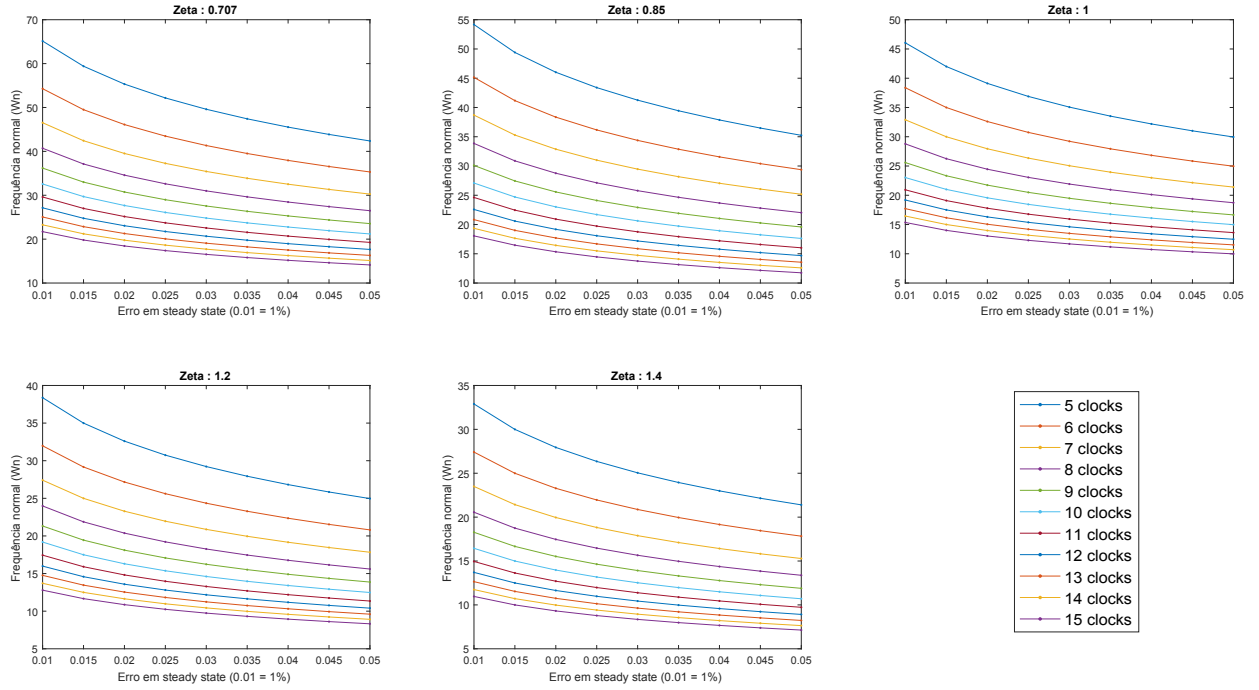 Zeta : 0.707
Frequência normal (Wn)
70
60
50
40
30
20
10
0.01 0.015 0.02 0.025 0.03 0.035 0.04 0.045 0.05
Erro em steady state (0.01 = 1%)
Zeta : 0.85
Frequência normal (Wn)
55
50
45
40
35
30
25
20
15
10
0.01 0.015 0.02 0.025 0.03 0.035 0.04 0.045 0.05
Erro em steady state (0.01 = 1%)
Zeta : 1
Frequência normal (Wn)
50
45
40
35
30
25
20
15
10
5
0.01 0.015 0.02 0.025 0.03 0.035 0.04 0.045 0.05
Erro em steady state (0.01 = 1%)
Zeta : 1.2
Frequência normal (Wn)
40
35
30
25
20
15
10
5
0.01 0.015 0.02 0.025 0.03 0.035 0.04 0.045 0.05
Erro em steady state (0.01 = 1%)
Zeta : 1.4
Frequência normal (Wn)
35
30
25
20
15
10
5
0.01 0.015 0.02 0.025 0.03 0.035 0.04 0.045 0.05
Erro em steady state (0.01 = 1%)
5 clocks
6 clocks
7 clocks
8 clocks
9 clocks
10 clocks
11 clocks
12 clocks
13 clocks
14 clocks
15 clocks